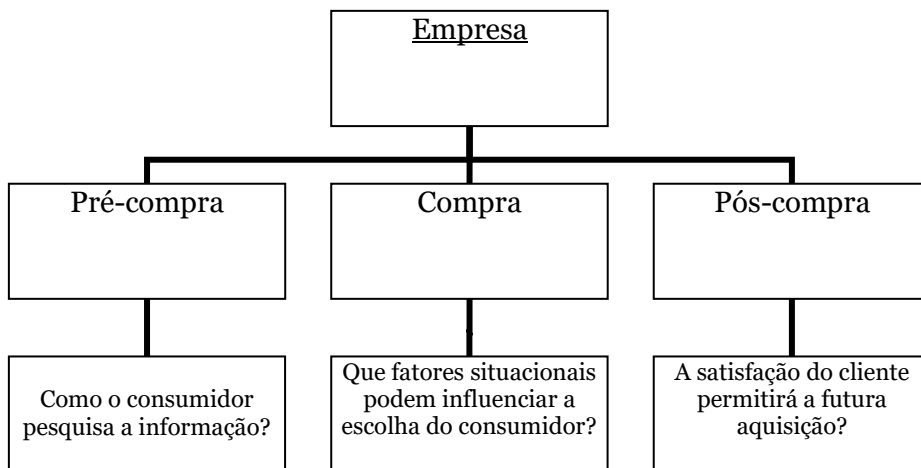 Empresa
Pré-compra
Compra
Pós-compra
Como o consumidor
pesquisa a informação?
Que fatores situacionais
podem influenciar a
escolha do consumidor?
A satisfação do cliente
permitirá a futura
aquisição?